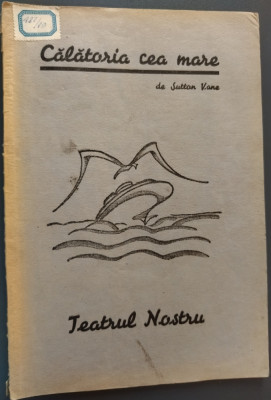 Călătoria cea mare
de Sutton Vane
Teatrul Nostru